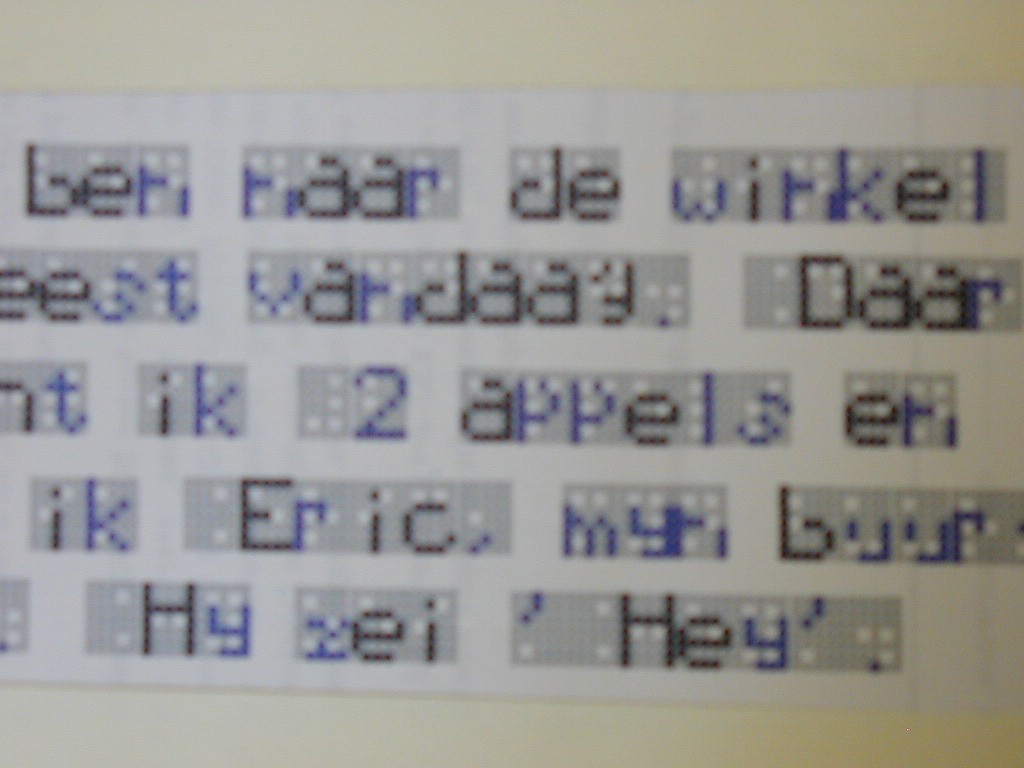 ben naar de winkel
eest vandaag. Daar
nt ik 2 appels en
ik Eric, myn buur
. Hy zei 'Hey'.